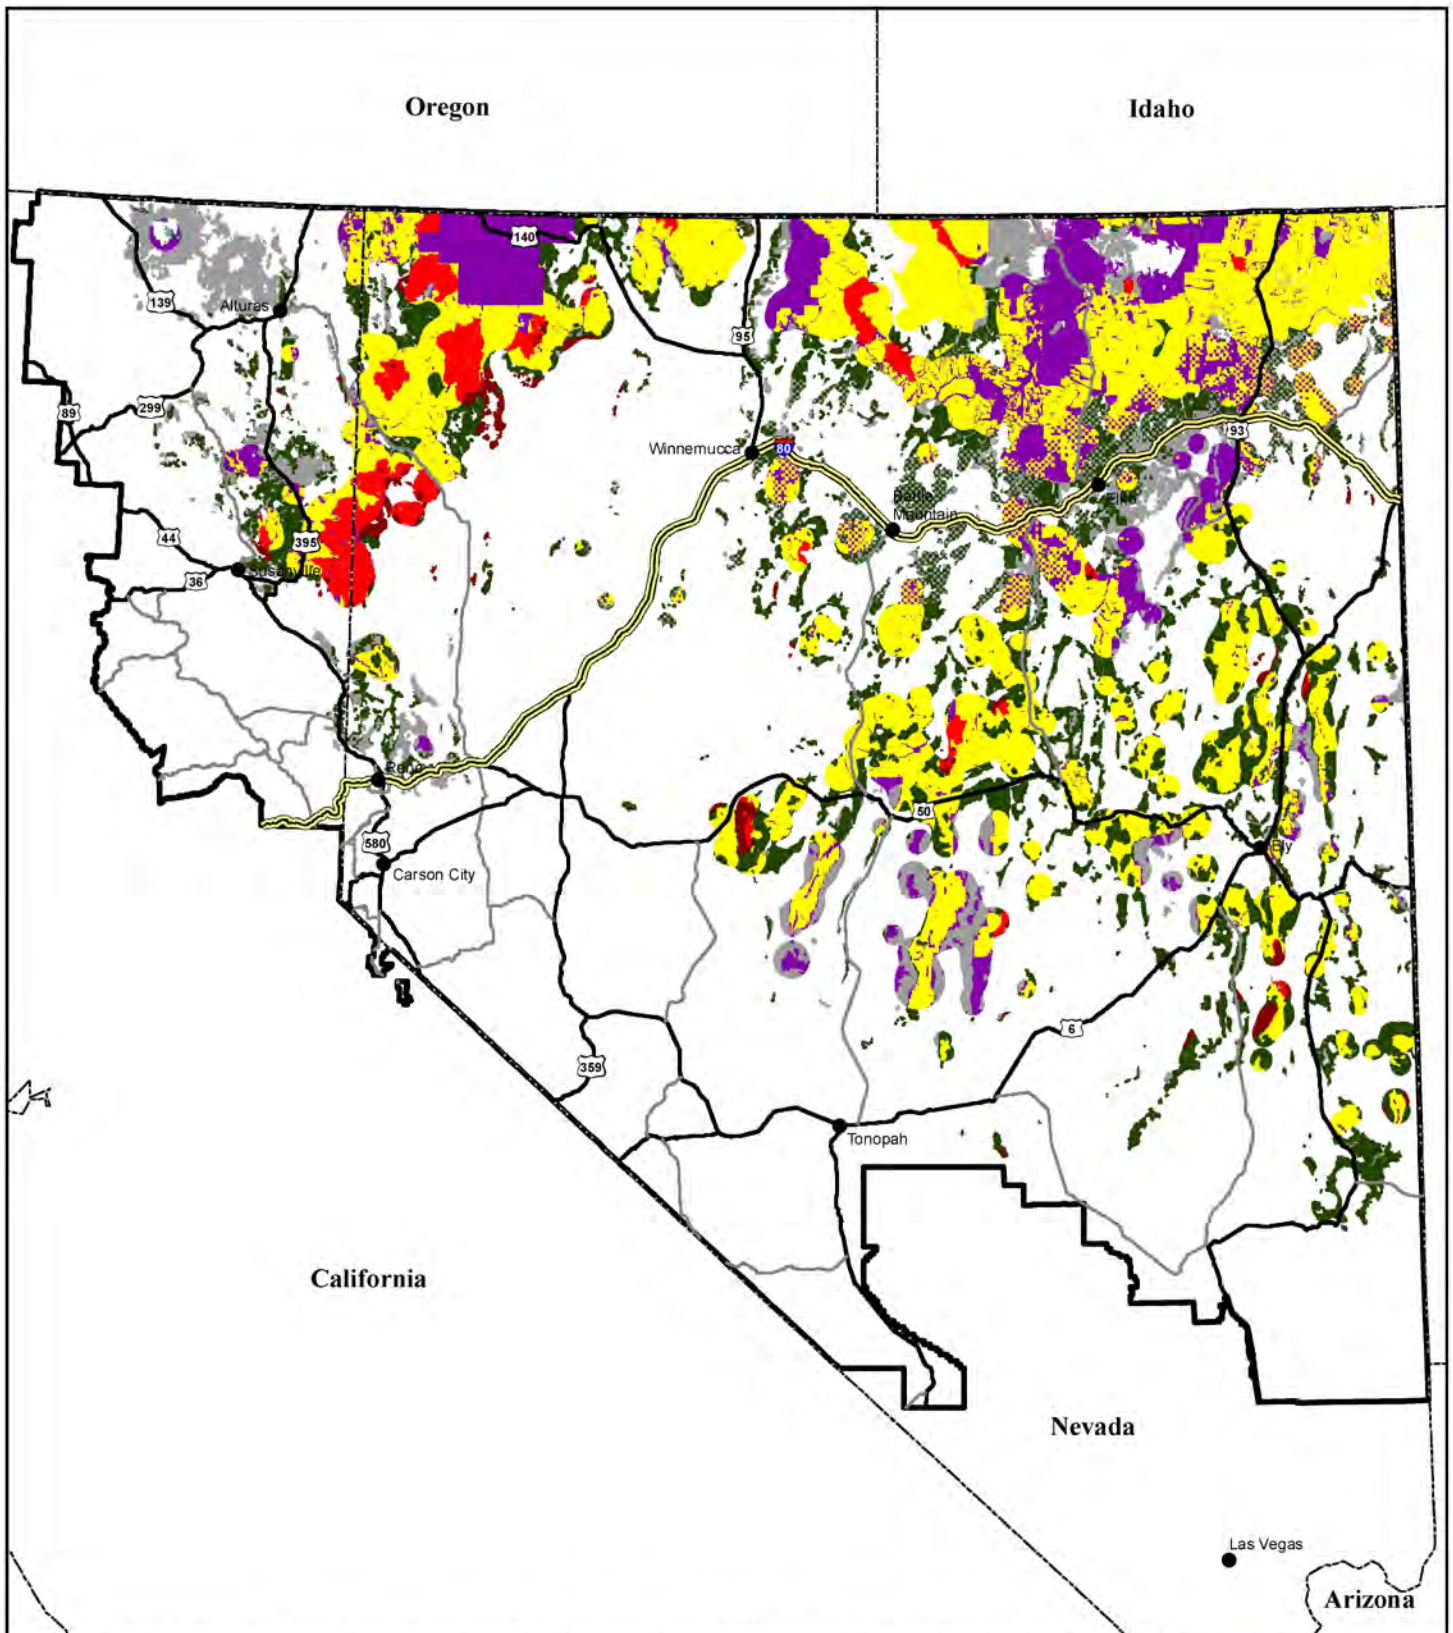 Oregon
Idaho
140
139
Alturas
95
299
89
93
Winnemucca
80
Elko
Battle
Mountain
44
395
Susanville
36
Reno
50
580
Ely
Carson City
6
359
Tonopah
California
Nevada
Las Vegas
Arizona